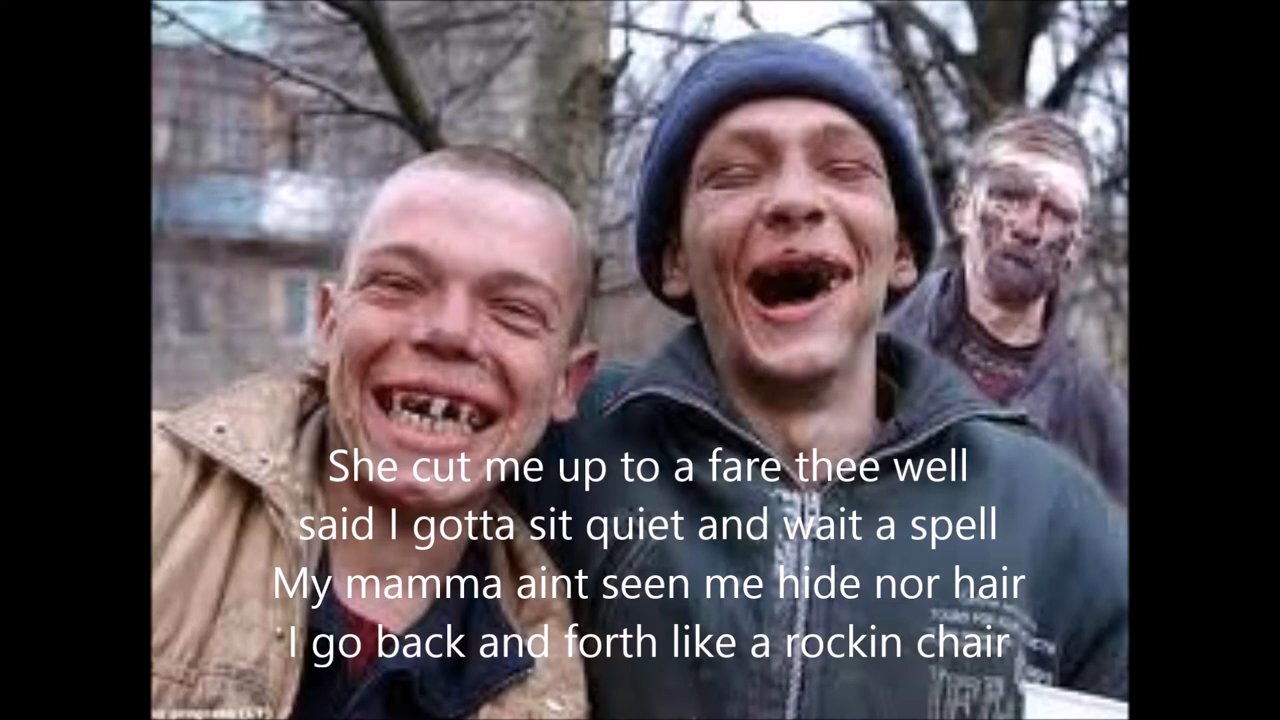 She cut me up to a fare thee well
said I gotta sit quiet and wait a spell
My mamma aint seen me hide nor hair
I go back and forth like a rockin chair